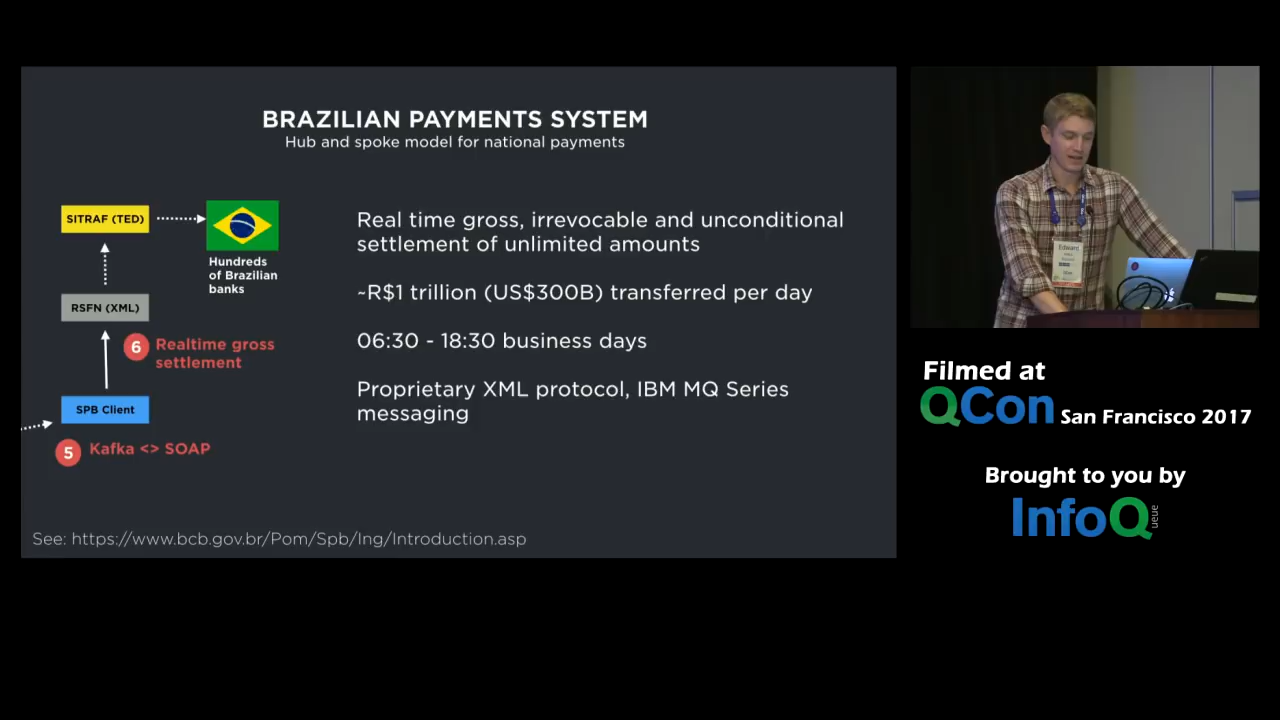 BRAZILIAN PAYMENTS SYSTEM
Hub and spoke model for national payments
SITRAF (TED)
Hundreds
of Brazilian
banks
RSFN (XML)
6
Realtime gross
settlement
SPB Client
5
Kafka <> SOAP
Real time gross, irrevocable and unconditional
settlement of unlimited amounts
~R$1 trillion (US$300B) transferred per day
06:30 - 18:30 business days
Proprietary XML protocol, IBM MQ Series
messaging
See: https://www.bcb.gov.br/Pom/Spb/Ing/Introduction.asp
Edward
Filmed at
QCon San Francisco 2017
Brought to you by
InfoQ
ueue